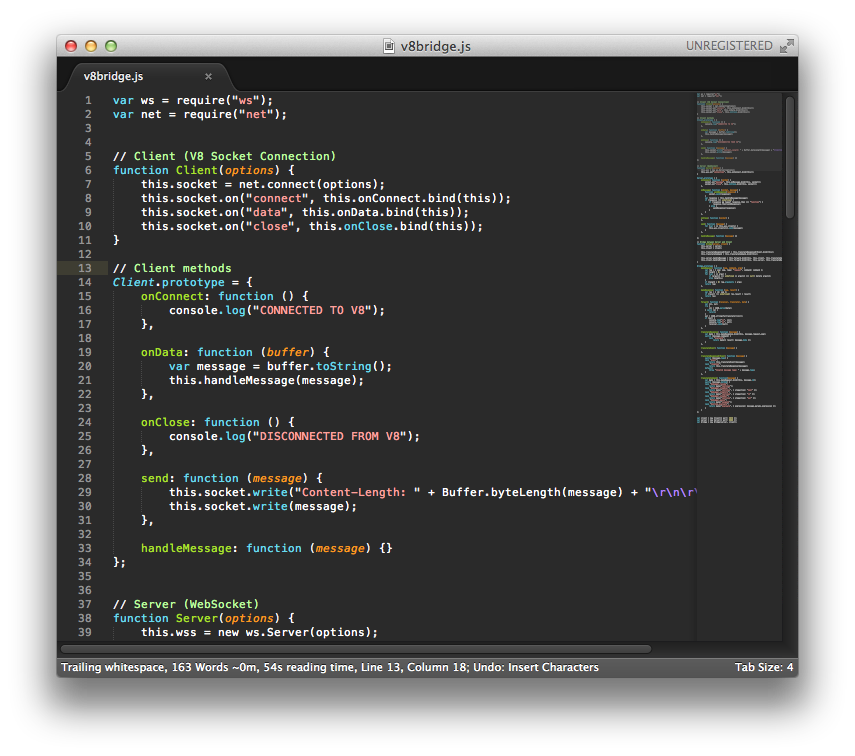 v8bridge.js
UNREGISTERED
v8bridge.js ×
1 var ws = require("ws");
2 var net = require("net");
3
4
5 // Client (V8 Socket Connection)
6 function Client(options) {
7     this.socket = net.connect(options);
8     this.socket.on("connect", this.onConnect.bind(this));
9     this.socket.on("data", this.onData.bind(this));
10     this.socket.on("close", this.onClose.bind(this));
11 }
12
13 // Client methods
14 Client.prototype = {
15     onConnect: function () {
16         console.log("CONNECTED TO V8");
17     },
18
19     onData: function (buffer) {
20         var message = buffer.toString();
21         this.handleMessage(message);
22     },
23
24     onClose: function () {
25         console.log("DISCONNECTED FROM V8");
26     },
27
28     send: function (message) {
29         this.socket.write("Content-Length: " + Buffer.byteLength(message) + "\r\n\r\
30         this.socket.write(message);
31     },
32
33     handleMessage: function (message) {}
34 };
35
36
37 // Server (WebSocket)
38 function Server(options) {
39     this.wss = new ws.Server(options);
Trailing whitespace, 163 Words ~0m, 54s reading time, Line 13, Column 18; Undo: Insert Characters
Tab Size: 4